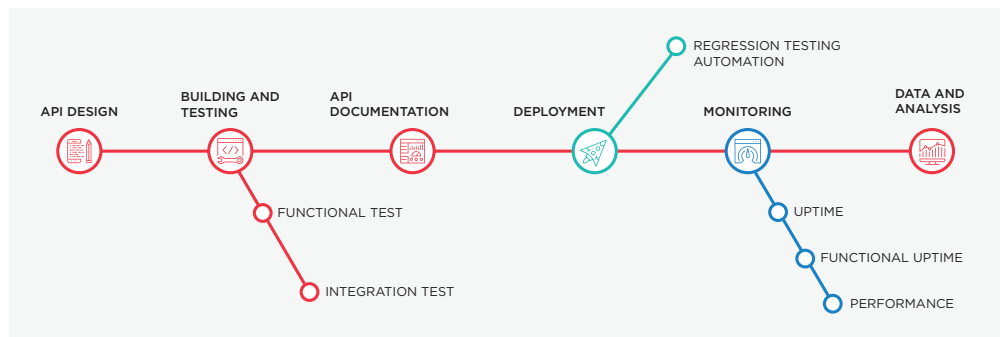 API DESIGN
BUILDING AND
TESTING
API
DOCUMENTATION
DEPLOYMENT
REGRESSION TESTING
AUTOMATION
MONITORING
DATA AND
ANALYSIS
FUNCTIONAL TEST
INTEGRATION TEST
UPTIME
FUNCTIONAL UPTIME
PERFORMANCE